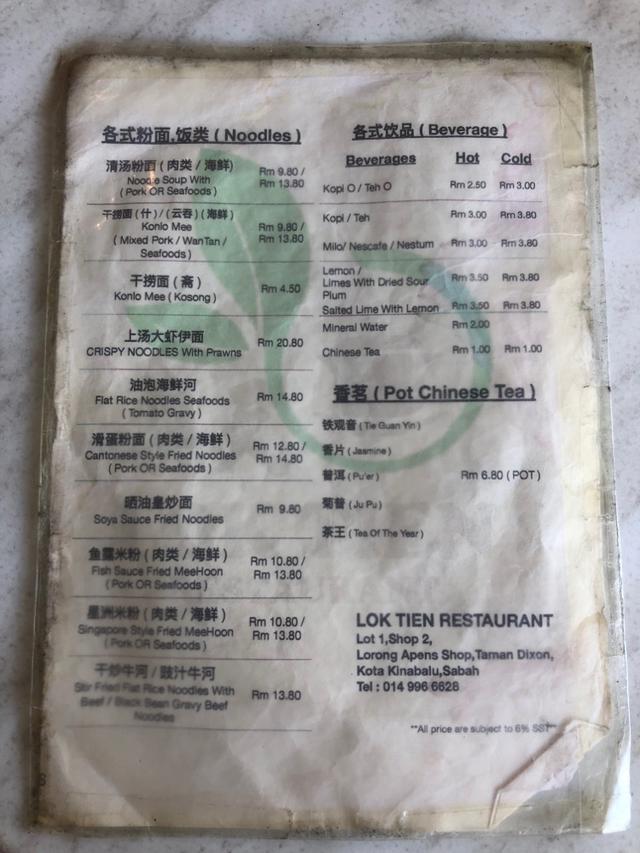 各式粉面.饭类 ( Noodles )
清汤粉面 ( 肉类 / 海鲜)
Noodle Soup With
( Pork OR Seafoods )
Rm 9.80 /
Rm 13.80
干捞面 ( 什 ) / ( 云吞 ) ( 海鲜 )
Konlo Mee
( Mixed Pork / WanTan /
Seafoods )
Rm 9.80 /
Rm 13.80
干捞面 ( 斋 )
Konlo Mee ( Kosong )
Rm 4.50
上汤大虾伊面
CRISPY NOODLES With Prawns
Rm 20.80
油泡海鲜河
Flat Rice Noodles Seafoods
( Tomato Gravy )
Rm 14.80
滑蛋粉面 ( 肉类 / 海鲜 )
Cantonese Style Fried Noodles
( Pork OR Seafoods )
Rm 12.80 /
Rm 14.80
晒油皇炒面
Soya Sauce Fried Noodles
Rm 9.80
鱼露米粉 ( 肉类 / 海鲜 )
Fish Sauce Fried MeeHoon
( Pork OR Seafoods )
Rm 10.80 /
Rm 13.80
星洲米粉 ( 肉类 / 海鲜 )
Singapore Style Fried MeeHoon
( Pork OR Seafoods )
Rm 10.80 /
Rm 13.80
干炒牛河 / 豉汁牛河
Stir Fried Flat Rice Noodles With
Beef / Black Bean Gravy Beef
Noodles
Rm 13.80
各式饮品 ( Beverage )
Beverages Hot Cold
Kopi O / Teh O Rm 2.50 Rm 3.00
Kopi / Teh Rm 3.00 Rm 3.80
Milo/ Nescafe / Nestum Rm 3.00 Rm 3.80
Lemon /
Limes With Dried Sour Rm 3.50 Rm 3.80
Plum
Salted Lime With Lemon Rm 3.50 Rm 3.80
Mineral Water Rm 2.00
Chinese Tea Rm 1.00 Rm 1.00
香茗 ( Pot Chinese Tea )
铁观音 ( Tie Guan Yin )
香片 ( Jasmine )
普洱 ( Pu'er ) Rm 6.80 ( POT )
菊普 ( Ju Pu )
茶王 ( Tea Of The Year )
LOK TIEN RESTAURANT
Lot 1,Shop 2,
Lorong Apens Shop,Taman Dixon,
Kota Kinabalu,Sabah
Tel : 014 996 6628
**All price are subject to 6% SST**